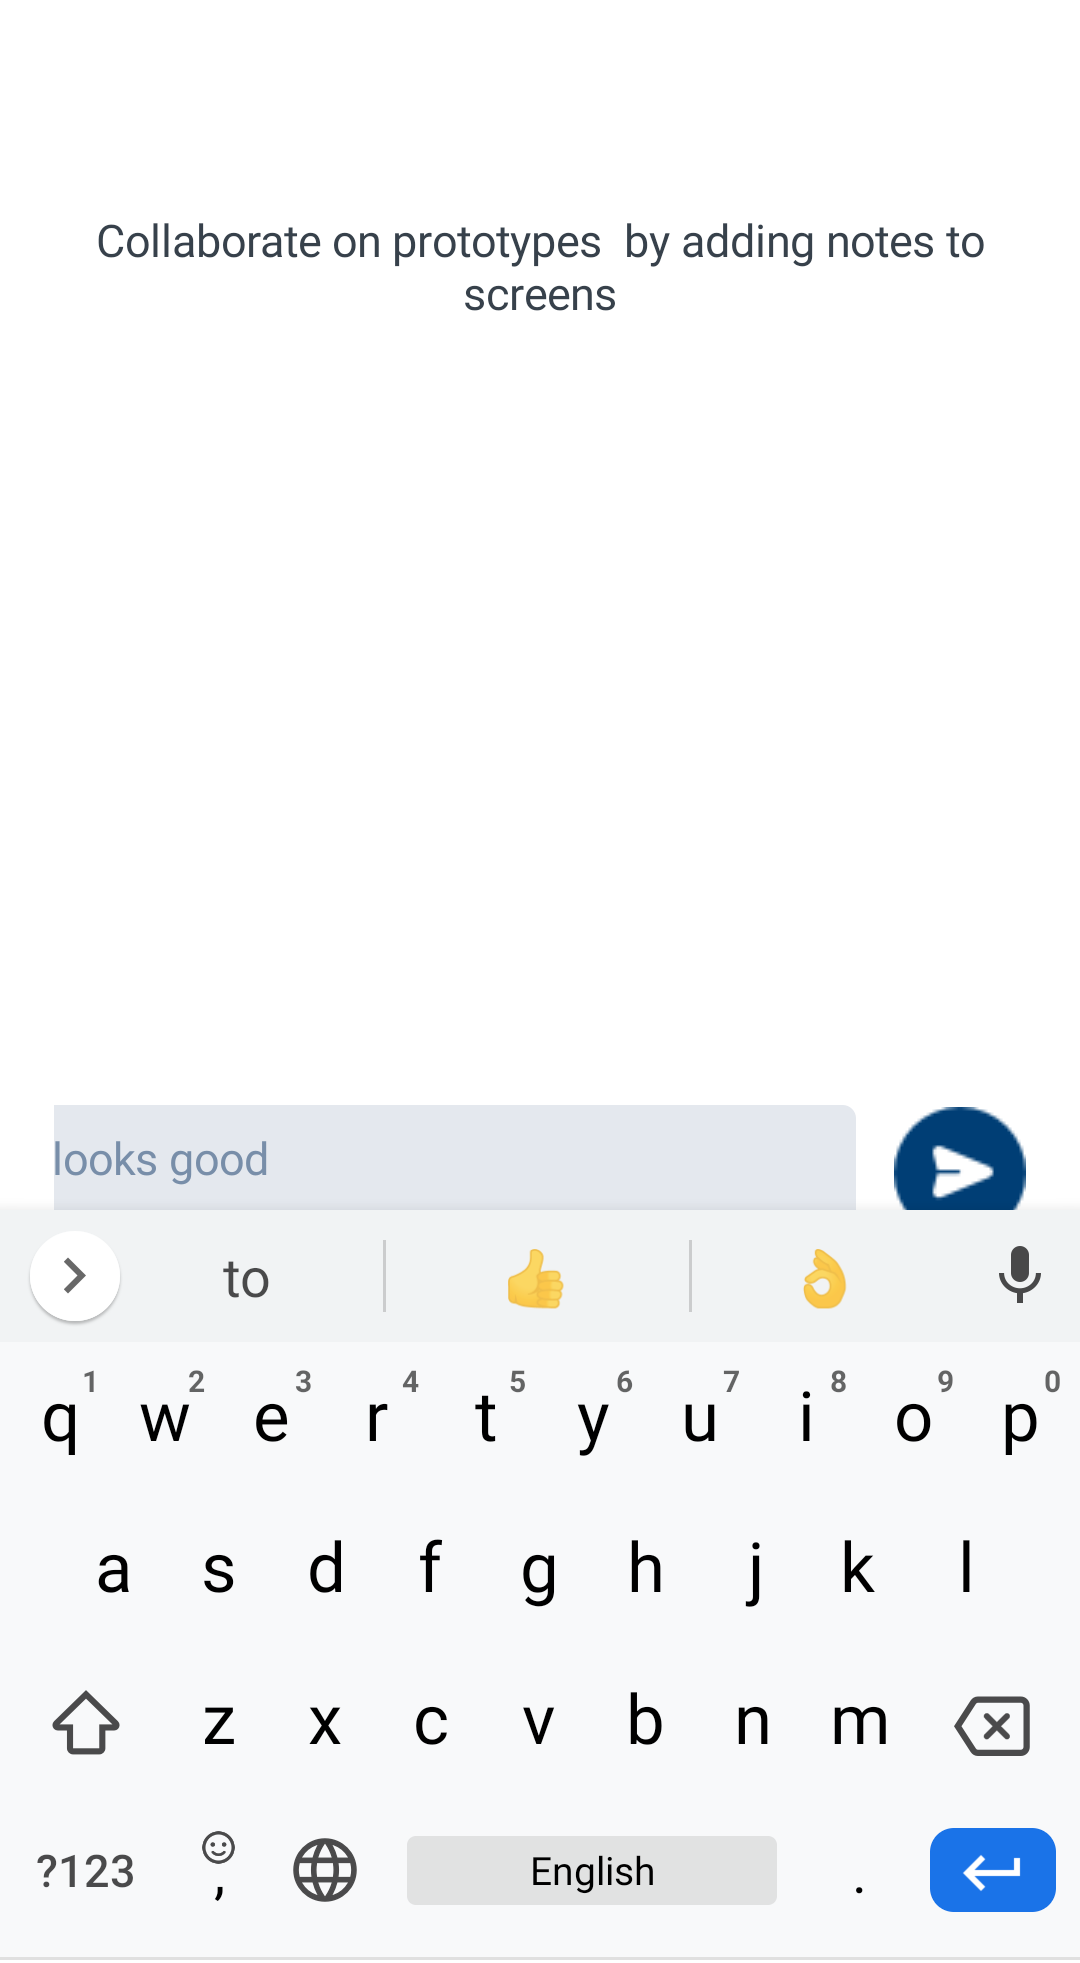 Collaborate on prototypes  by adding notes to
screens
looks good
to 👍 👌
1 2 3 4 5 6 7 8 9 0
q w e r t y u i o p
a s d f g h j k l
z x c v b n m
?123 , English .